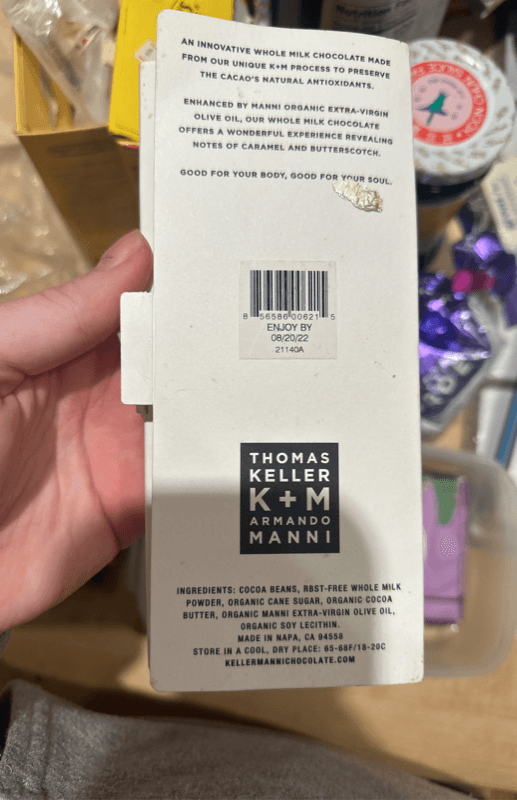 AN INNOVATIVE WHOLE MILK CHOCOLATE MADE
FROM OUR UNIQUE K+M PROCESS TO PRESERVE
THE CACAO'S NATURAL ANTIOXIDANTS.
ENHANCED BY MANNI ORGANIC EXTRA-VIRGIN
OLIVE OIL, OUR WHOLE MILK CHOCOLATE
OFFERS A WONDERFUL EXPERIENCE REVEALING
NOTES OF CARAMEL AND BUTTERSCOTCH.
GOOD FOR YOUR BODY, GOOD FOR YOUR SOUL.
8 56586 00621 5
ENJOY BY
08/20/22
21140A
THOMAS
KELLER
K+M
ARMANDO
MANNI
INGREDIENTS: COCOA BEANS, RBST-FREE WHOLE MILK
POWDER, ORGANIC CANE SUGAR, ORGANIC COCOA
BUTTER, ORGANIC MANNI EXTRA-VIRGIN OLIVE OIL,
ORGANIC SOY LECITHIN.
MADE IN NAPA, CA 94558
STORE IN A COOL, DRY PLACE: 65-68F/18-20C
KELLERMANNICHOCOLATE.COM
Nutrition